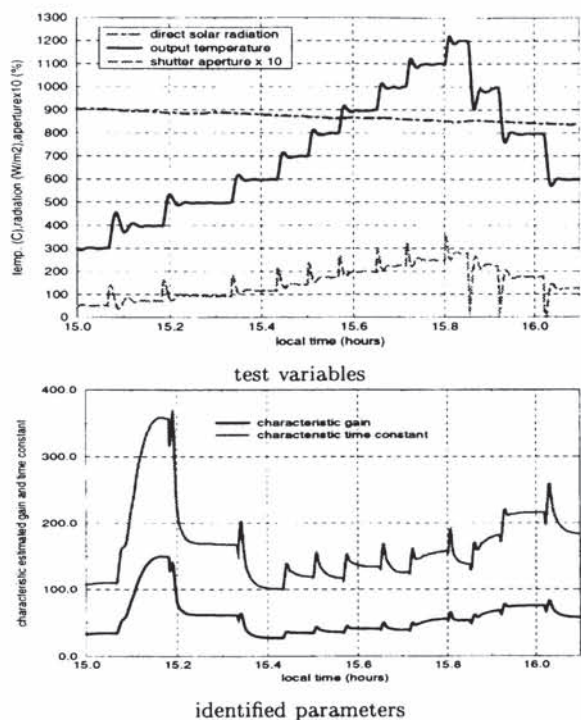 1300
1200
1100
1000
900
800
700
600
500
400
300
200
100
0
temp. (C),radiation (W/m2),aperturex10 (%)
direct solar radiation
output temperature
shutter aperture x 10
15.0 15.2 15.4 15.6 15.8 16.0
local time (hours)
test variables
400.0
300.0
200.0
100.0
0.0
characteristic estimated gain and time constant
characteristic gain
characteristic time constant
15.0 15.2 15.4 15.6 15.8 16.0
local time (hours)
identified parameters